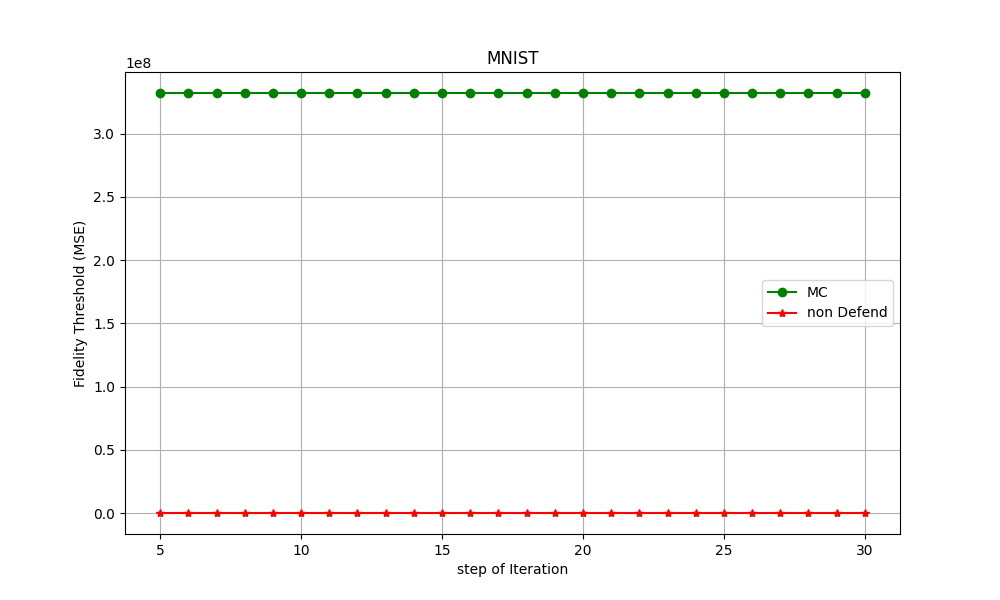 MNIST
1e8
3.0
2.5
2.0
1.5
1.0
0.5
0.0
Fidelity Threshold (MSE)
MC
non Defend
5 10 15 20 25 30
step of Iteration